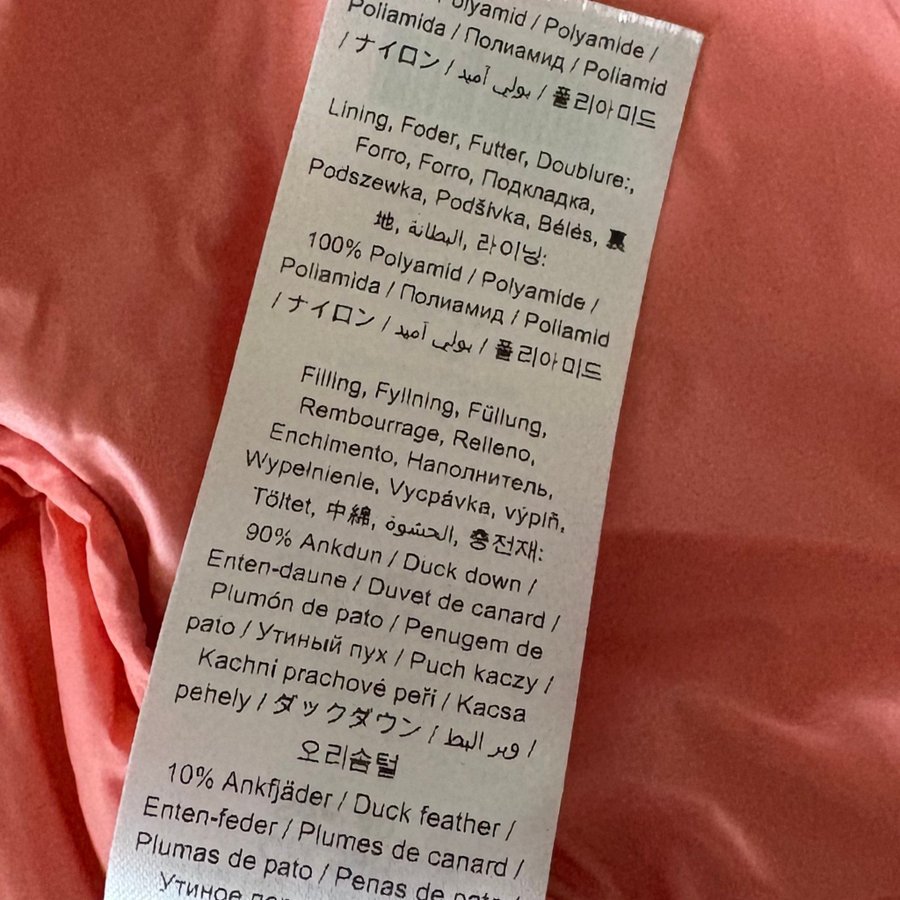 Polyamid / Polyamide /
Poliamida / Полиамид / Poliamid
/ ナイロン / بولي آميد / 폴리아미드
Lining, Foder, Futter, Doublure:,
Forro, Forro, Подкладка,
Podszewka, Podšívka, Bélés, 裏
地, البطانة, 라이닝:
100% Polyamid / Polyamide /
Poliamida / Полиамид / Poliamid
/ ナイロン / بولي آميد / 폴리아미드
Filling, Fyllning, Füllung,
Rembourrage, Relleno,
Enchimento, Наполнитель,
Wypełnienie, Vycpávka, výplň,
Töltet, 中綿, الحشوة, 충전재:
90% Ankdun / Duck down /
Enten-daune / Duvet de canard /
Plumón de pato / Penugem de
pato / Утиный пух / Puch kaczy /
Kachní prachové peří / Kacsa
pehely / ダックダウン / وبر البط /
오리솜털
10% Ankfjäder / Duck feather /
Enten-feder / Plumes de canard /
Plumas de pato / Penas de pato
Утиное